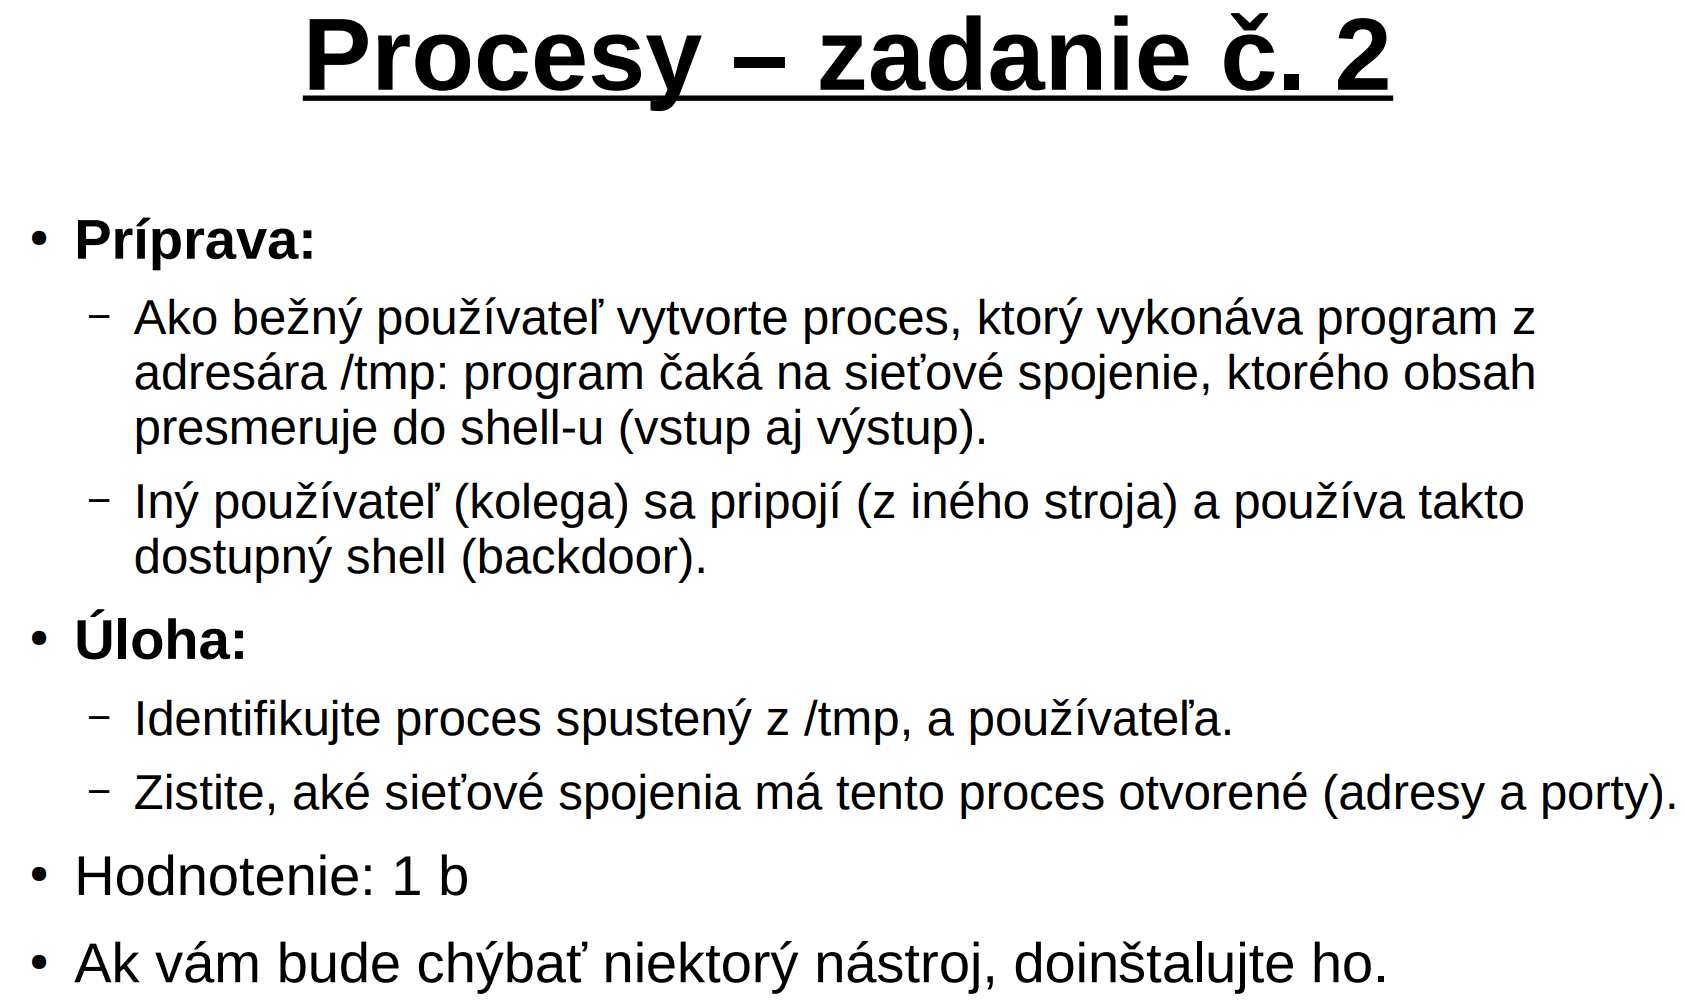 Procesy – zadanie č. 2
• Príprava:
– Ako bežný používateľ vytvorte proces, ktorý vykonáva program z
adresára /tmp: program čaká na sieťové spojenie, ktorého obsah
presmeruje do shell-u (vstup aj výstup).
– Iný používateľ (kolega) sa pripojí (z iného stroja) a používa takto
dostupný shell (backdoor).
• Úloha:
– Identifikujte proces spustený z /tmp, a používateľa.
– Zistite, aké sieťové spojenia má tento proces otvorené (adresy a porty).
• Hodnotenie: 1 b
• Ak vám bude chýbať niektorý nástroj, doinštalujte ho.